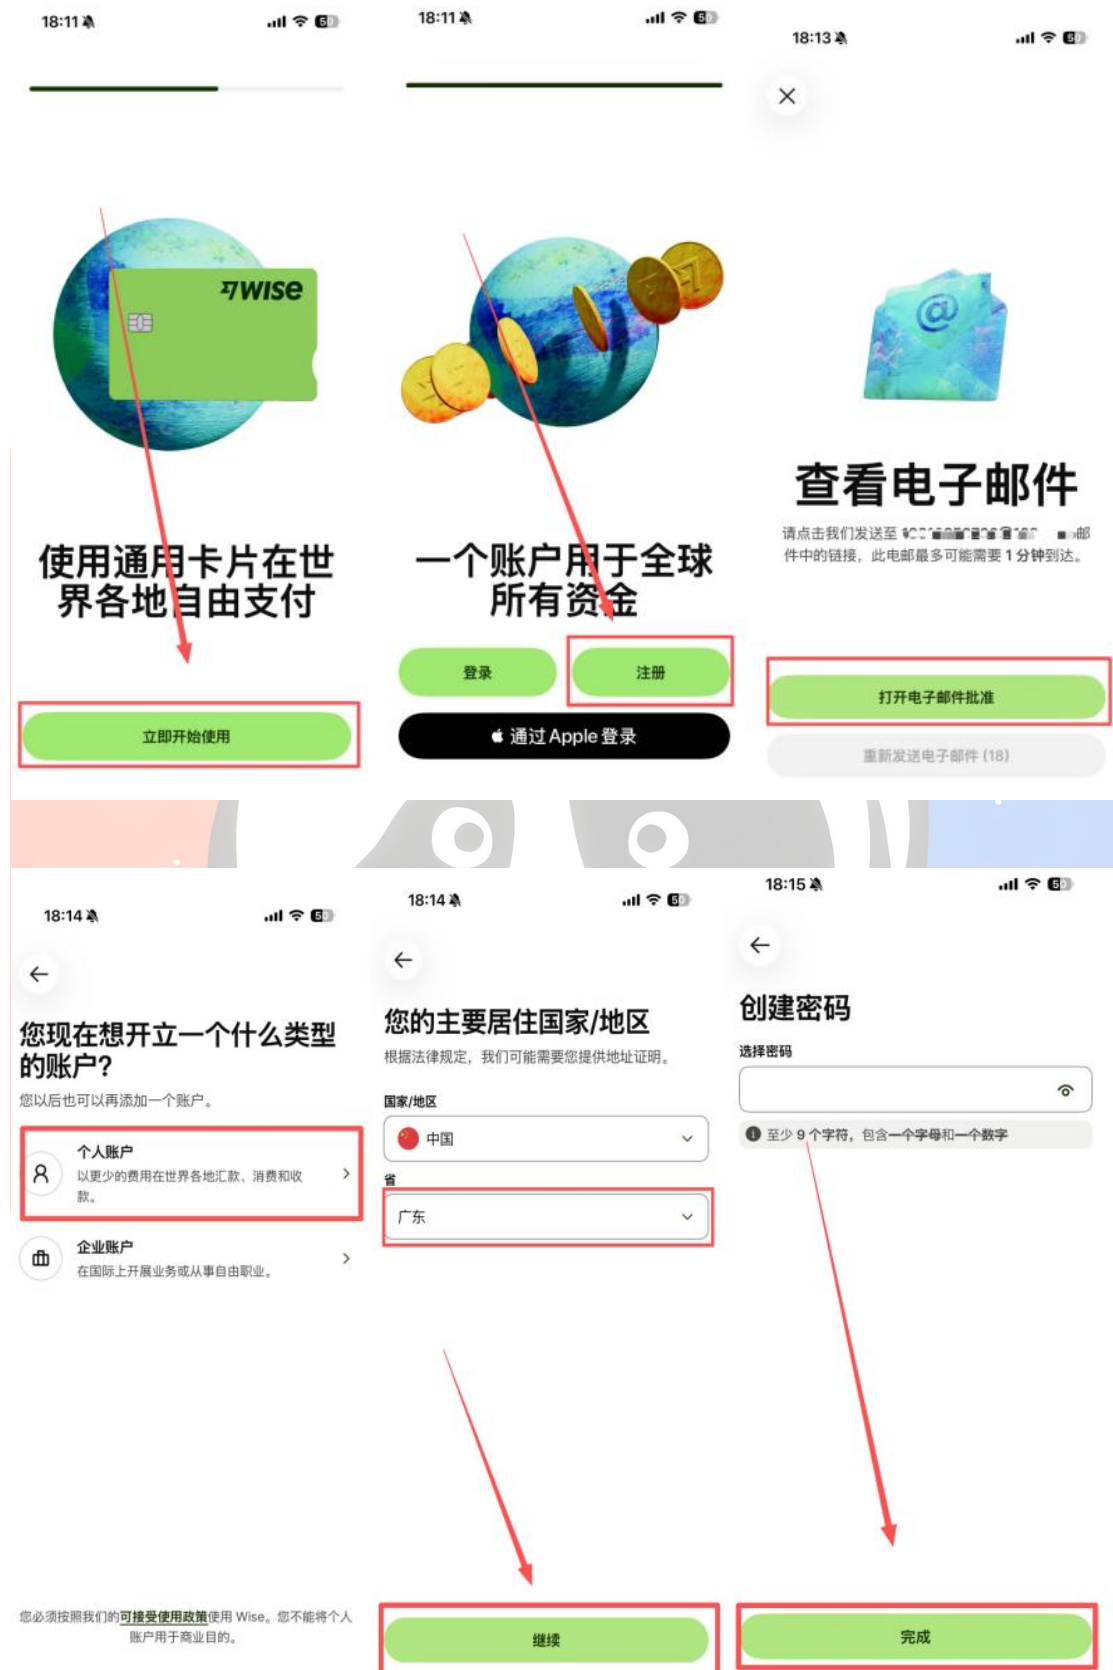 18:11
50
WISE
使用通用卡片在世
界各地自由支付
立即开始使用
18:11
50
一个账户用于全球
所有资金
登录
注册
通过 Apple 登录
18:13
50
查看电子邮件
请点击我们发送至
邮
件中的链接，此电邮最多可能需要 1 分钟到达。
打开电子邮件批准
重新发送电子邮件 (18)
18:14
50
您现在想开立一个什么类型
的账户?
您以后也可以再添加一个账户。
个人账户
以更少的费用在世界各地汇款、消费和收
款。
企业账户
在国际上开展业务或从事自由职业。
您必须按照我们的可接受使用政策使用 Wise。您不能将个人
账户用于商业目的。
18:14
50
您的主要居住国家/地区
根据法律规定，我们可能需要您提供地址证明。
国家/地区
中国
省
广东
继续
18:15
50
创建密码
选择密码
至少 9 个字符，包含一个字母和一个数字
完成